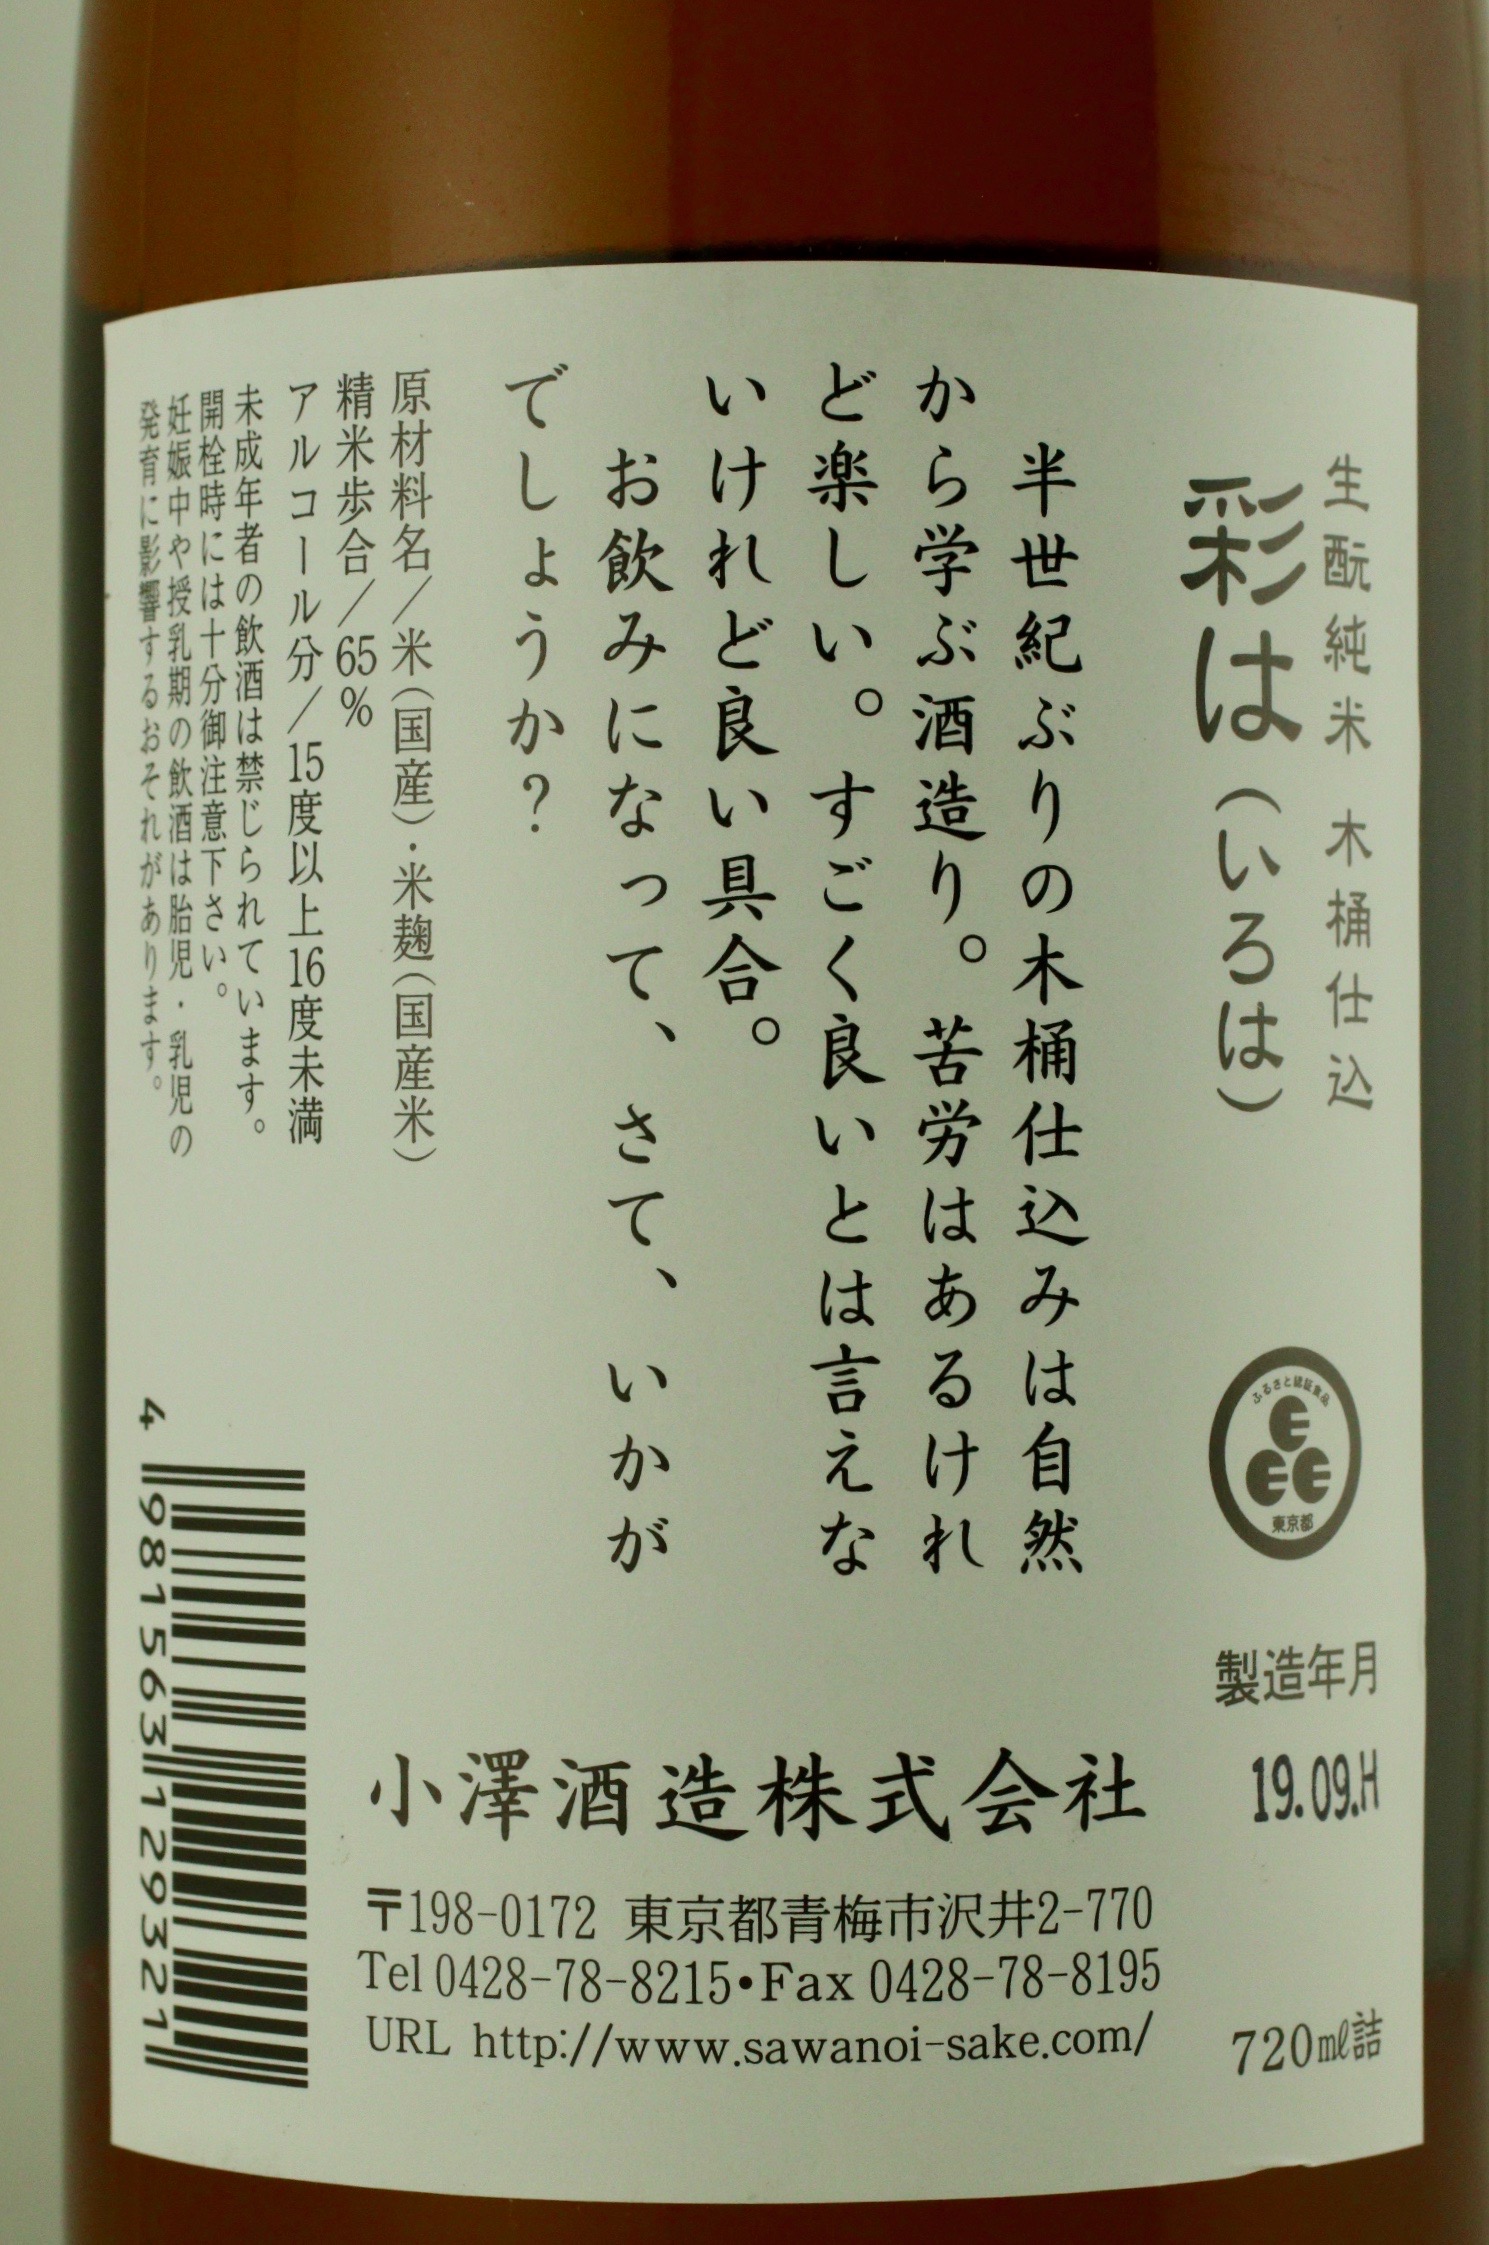 生酛純米 木桶仕込
彩は(いろは)
半世紀ぶりの木桶仕込みは自然
から学ぶ酒造り。苦労はあるけれ
ど楽しい。すごく良いとは言えな
いけれど良い具合。
お飲みになって、さて、いかが
でしょうか?
原材料名/米(国産)・米麹(国産米)
精米歩合/65%
アルコール分/15度以上16度未満
未成年者の飲酒は禁じられています。
開栓時には十分御注意下さい。
妊娠中や授乳期の飲酒は胎児・乳児の
発育に影響するおそれがあります。
ふるさと認証食品
東京都
製造年月
19.09.H
小澤酒造株式会社
〒198-0172 東京都青梅市沢井2-770
Tel 0428-78-8215•Fax 0428-78-8195
URL http://www.sawanoi-sake.com/
720㎖詰
4 981563 129321